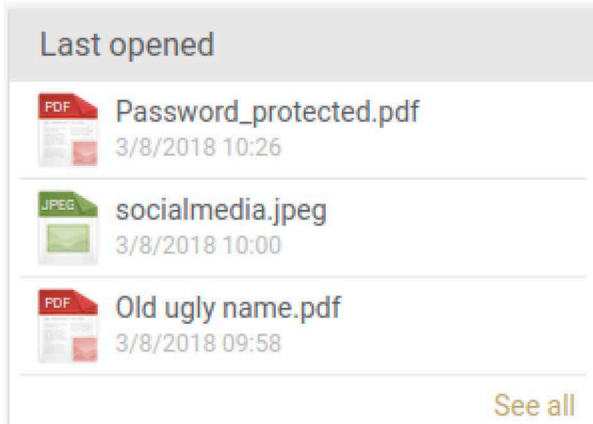 Last opened
PDF
Password_protected.pdf
3/8/2018 10:26
JPEG
socialmedia.jpeg
3/8/2018 10:00
PDF
Old ugly name.pdf
3/8/2018 09:58
See all